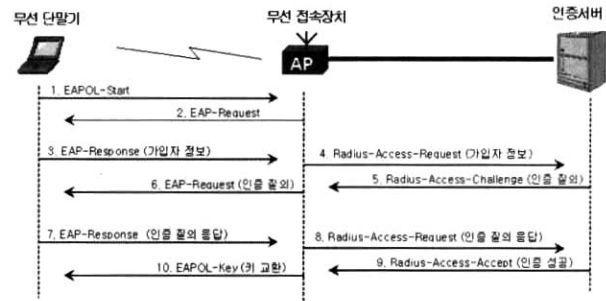 무선 단말기
무선 접속장치
인증서버
AP
1. EAPOL-Start
2. EAP-Request
3. EAP-Response (가입자 정보)
4. Radius-Access-Request (가입자 정보)
5. Radius-Access-Challenge (인증 질의)
6. EAP-Request (인증 질의)
7. EAP-Response (인증 질의 응답)
8. Radius-Access-Request (인증 질의 응답)
9. Radius-Access-Accept (인증 성공)
10. EAPOL-Key (키 교환)